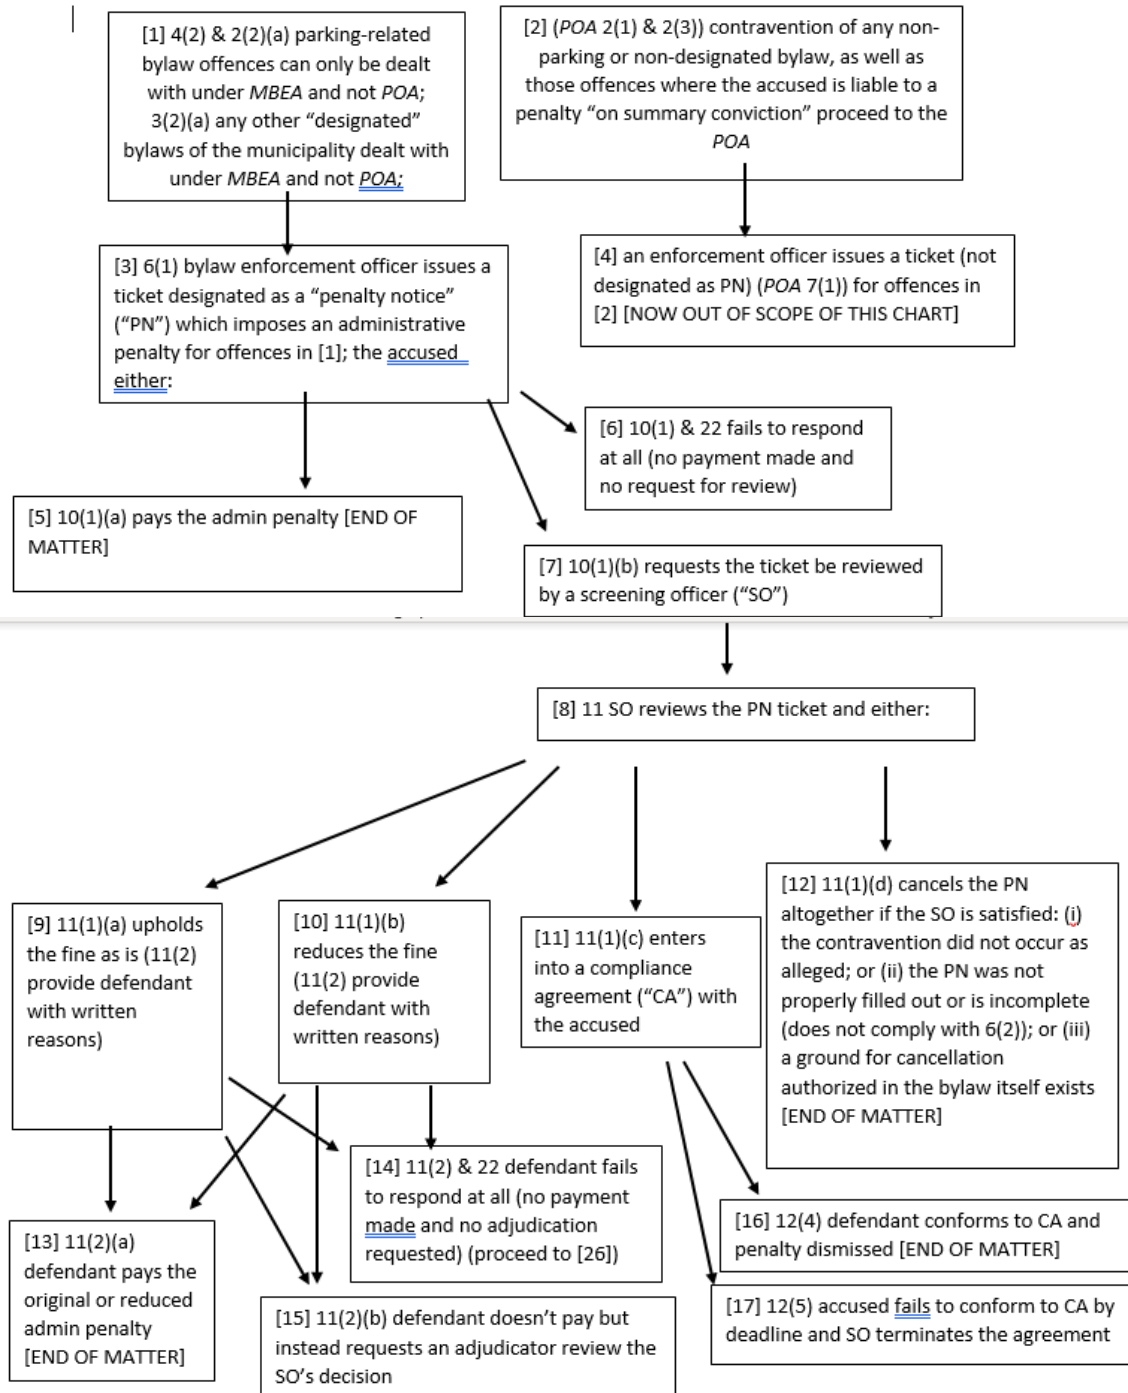 [1] 4(2) & 2(2)(a) parking-related
bylaw offences can only be dealt
with under MBEA and not POA;
3(2)(a) any other “designated”
bylaws of the municipality dealt with
under MBEA and not POA;
[2] (POA 2(1) & 2(3)) contravention of any non-
parking or non-designated bylaw, as well as
those offences where the accused is liable to a
penalty “on summary conviction” proceed to the
POA
[3] 6(1) bylaw enforcement officer issues a
ticket designated as a “penalty notice”
(“PN”) which imposes an administrative
penalty for offences in [1]; the accused
either:
[4] an enforcement officer issues a ticket (not
designated as PN) (POA 7(1)) for offences in
[2] [NOW OUT OF SCOPE OF THIS CHART]
[6] 10(1) & 22 fails to respond
at all (no payment made and
no request for review)
[5] 10(1)(a) pays the admin penalty [END OF
MATTER]
[7] 10(1)(b) requests the ticket be reviewed
by a screening officer (“SO”)
[8] 11 SO reviews the PN ticket and either:
[9] 11(1)(a) upholds
the fine as is (11(2)
provide defendant
with written
reasons)
[10] 11(1)(b)
reduces the fine
(11(2) provide
defendant with
written reasons)
[11] 11(1)(c) enters
into a compliance
agreement (“CA”) with
the accused
[12] 11(1)(d) cancels the PN
altogether if the SO is satisfied: (i)
the contravention did not occur as
alleged; or (ii) the PN was not
properly filled out or is incomplete
(does not comply with 6(2)); or (iii)
a ground for cancellation
authorized in the bylaw itself exists
[END OF MATTER]
[13] 11(2)(a)
defendant pays the
original or reduced
admin penalty
[END OF MATTER]
[14] 11(2) & 22 defendant fails
to respond at all (no payment
made and no adjudication
requested) (proceed to [26])
[15] 11(2)(b) defendant doesn’t pay but
instead requests an adjudicator review the
SO’s decision
[16] 12(4) defendant conforms to CA and
penalty dismissed [END OF MATTER]
[17] 12(5) accused fails to conform to CA by
deadline and SO terminates the agreement